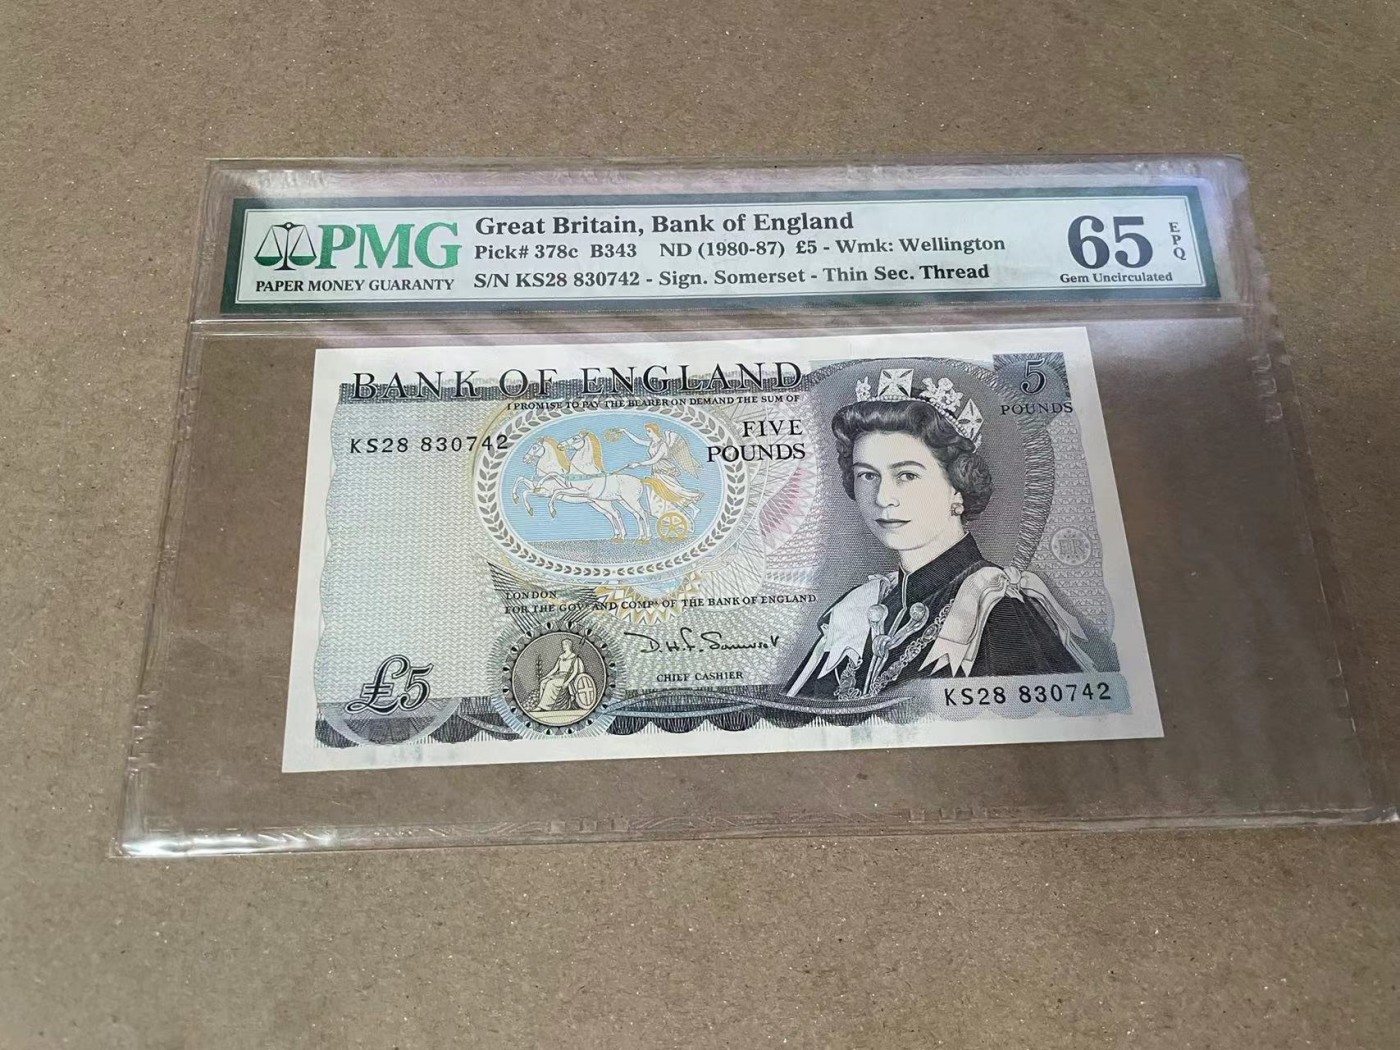 PMG
PAPER MONEY GUARANTY
Great Britain, Bank of England
Pick# 378c B343 ND (1980-87) £5 - Wmk: Wellington
S/N KS28 830742 - Sign. Somerset - Thin Sec. Thread
65
EPQ
Gem Uncirculated
BANK OF ENGLAND
I PROMISE TO PAY THE BEARER ON DEMAND THE SUM OF
5
POUNDS
KS28 830742
FIVE
POUNDS
LONDON
FOR THE GOVR AND COMPA OF THE BANK OF ENGLAND
D.H.F. Somerset
CHIEF CASHIER
£5
KS28 830742